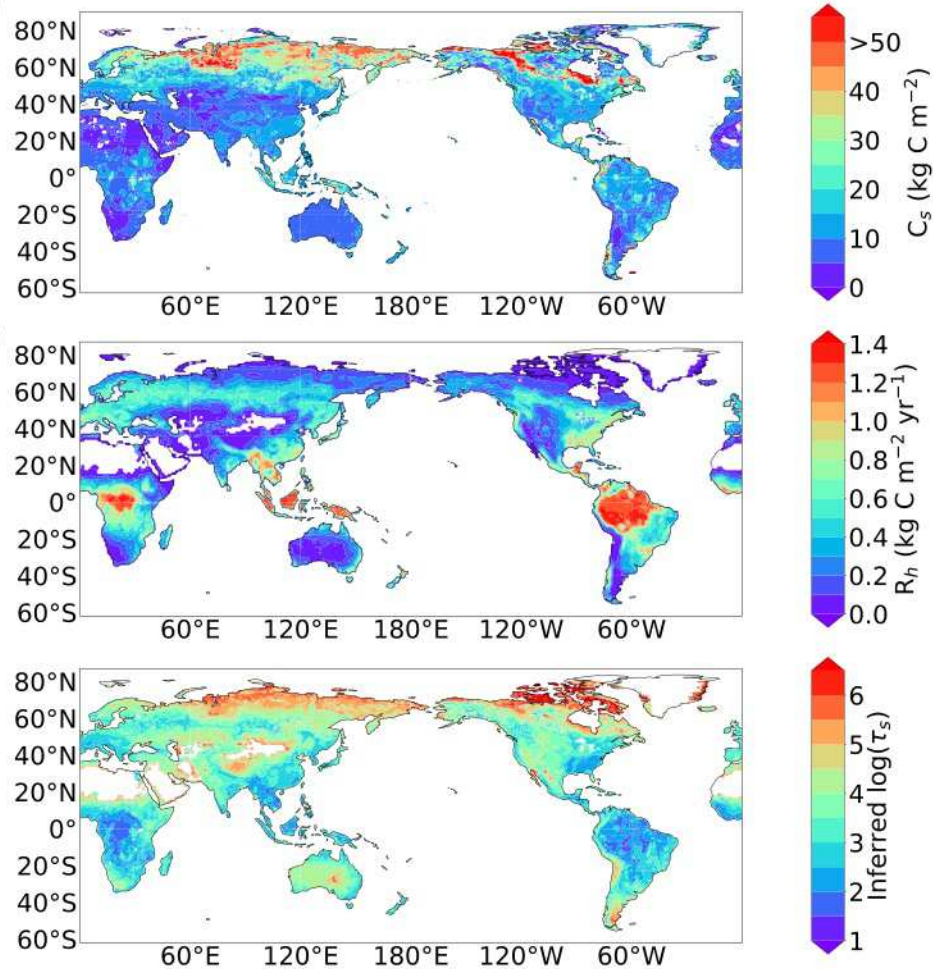 80°N
60°N
40°N
20°N
0°
20°S
40°S
60°S
60°E 120°E 180°E 120°W 60°W
>50
40
30
20
10
0
C_s (kg C m⁻²)
80°N
60°N
40°N
20°N
0°
20°S
40°S
60°S
60°E 120°E 180°E 120°W 60°W
1.4
1.2
1.0
0.8
0.6
0.4
0.2
0.0
R_h (kg C m⁻² yr⁻¹)
80°N
60°N
40°N
20°N
0°
20°S
40°S
60°S
60°E 120°E 180°E 120°W 60°W
6
5
4
3
2
1
Inferred log(τ_s)